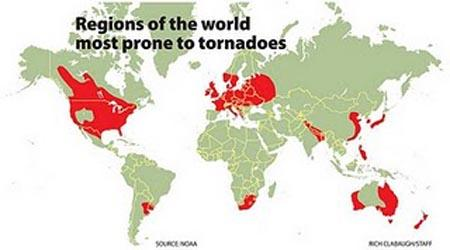 Regions of the world
most prone to tornadoes
SOURCE: NOAA
RICH CLABAUGH/STAFF